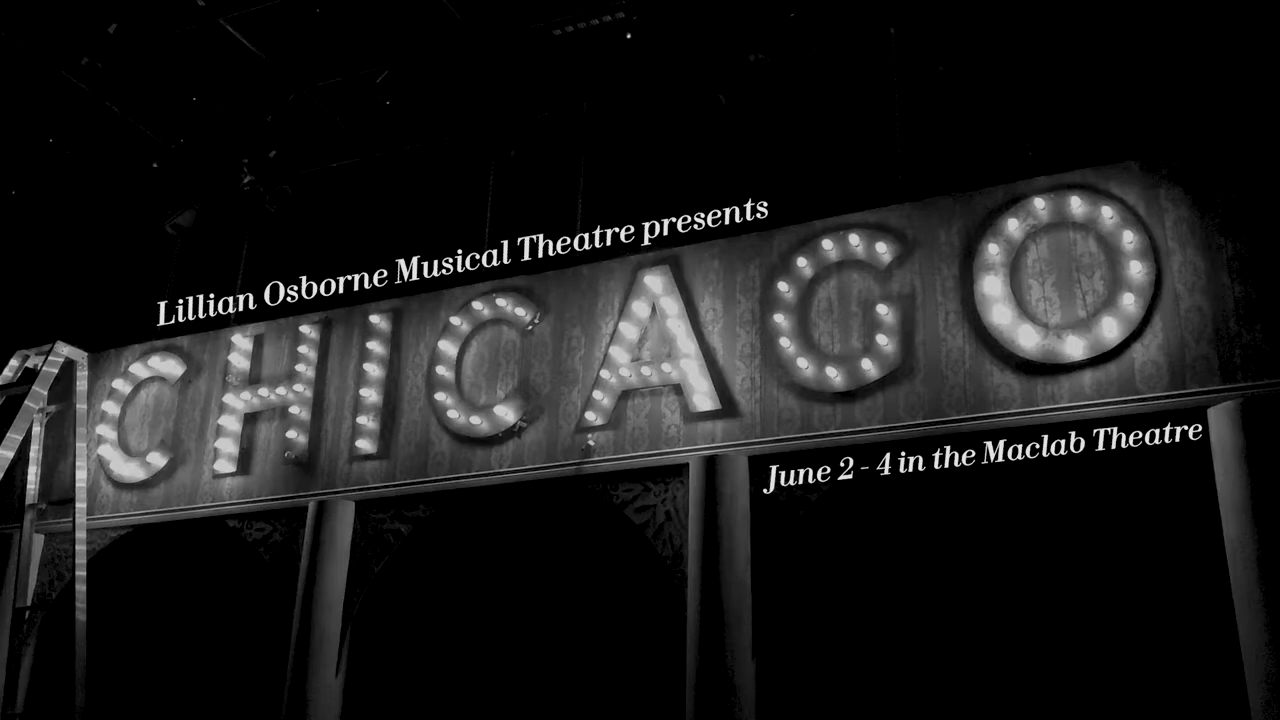 Lillian Osborne Musical Theatre presents
CHICAGO
June 2 - 4 in the Maclab Theatre